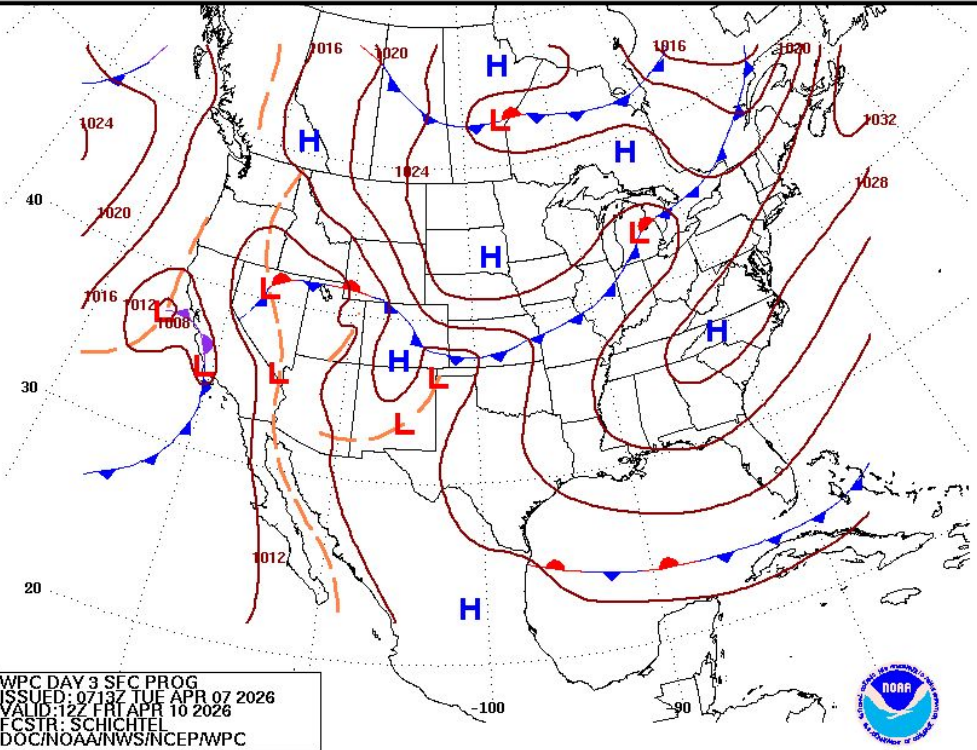 1016
1020
1016
1020
H
H
1024
L
1032
H
H
1024
1028
40
1020
L
H
L
1016
1012
L
1008
H
H
L
L
L
30
L
1012
20
H
-100
-90
NOAA
WPC DAY 3 SFC PROG
ISSUED: 0713Z TUE APR 07 2026
VALID:12Z FRI APR 10 2026
FCSTR: SCHICHTEL
DOC/NOAA/NWS/NCEP/WPC